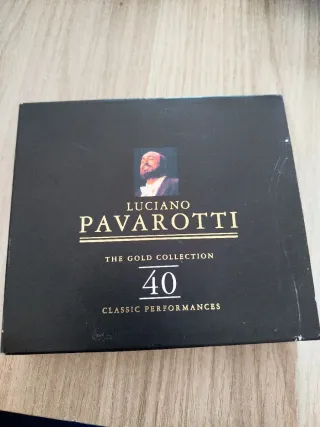 LUCIANO
PAVAROTTI
THE GOLD COLLECTION
40
CLASSIC PERFORMANCES